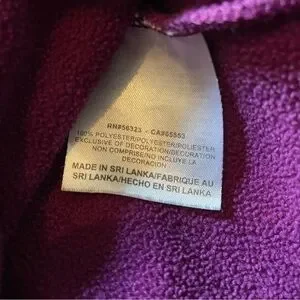 RN#56323 - CA#05553
100% POLYESTER/POLYESTER/POLIESTER
EXCLUSIVE OF DECORATION/DECORATION
NON COMPRISE/NO INCLUYE LA
DECORACION
MADE IN SRI LANKA/FABRIQUE AU
SRI LANKA/HECHO EN SRI LANKA